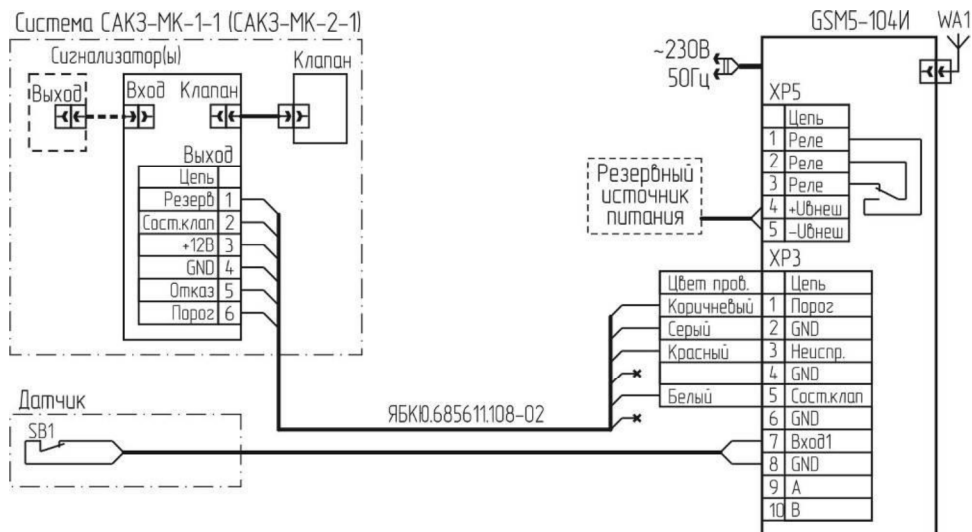 Система САКЗ-МК-1-1 (САКЗ-МК-2-1)
Сигнализатор(ы)
Клапан
Выход
Вход Клапан
Выход
Цепь
Резерв 1
Сост.клап 2
+12В 3
GND 4
Отказ 5
Порог 6
Датчик
SB1
ЯБКЮ.685611.108-02
GSM5-104И
WA1
~230В
50Гц
XP5
Цепь
1 Реле
2 Реле
3 Реле
4 +Uвнеш
5 -Uвнеш
Резервный
источник
питания
XP3
Цвет пров. Цепь
Коричневый 1 Порог
Серый 2 GND
Красный 3 Неиспр.
4 GND
Белый 5 Сост.клап
6 GND
7 Вход1
8 GND
9 A
10 B